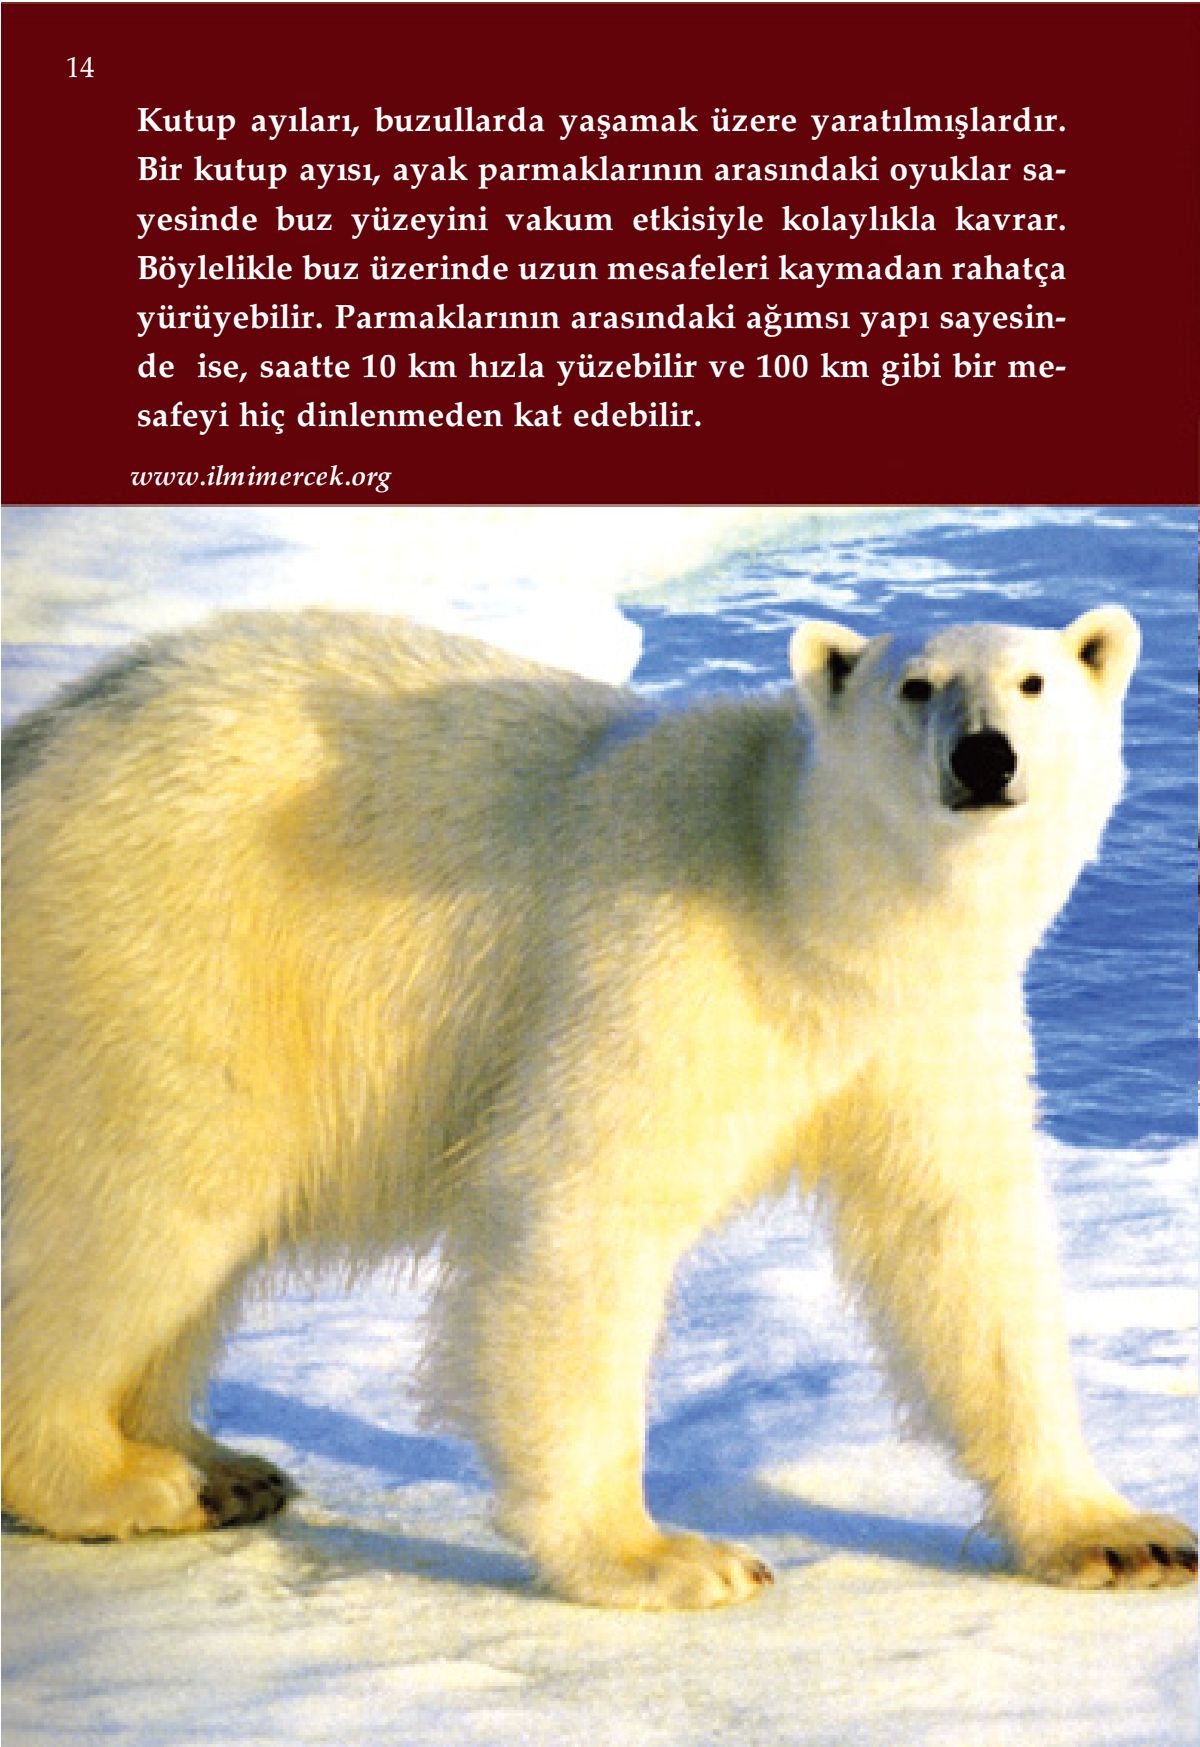 14
Kutup ayıları, buzullarda yaşamak üzere yaratılmışlardır.
Bir kutup ayısı, ayak parmaklarının arasındaki oyuklar sa-
yesinde buz yüzeyini vakum etkisiyle kolaylıkla kavrar.
Böylelikle buz üzerinde uzun mesafeleri kaymadan rahatça
yürüyebilir. Parmaklarının arasındaki ağımsı yapı sayesin-
de ise, saatte 10 km hızla yüzebilir ve 100 km gibi bir me-
safeyi hiç dinlenmeden kat edebilir.
www.ilmimercek.org